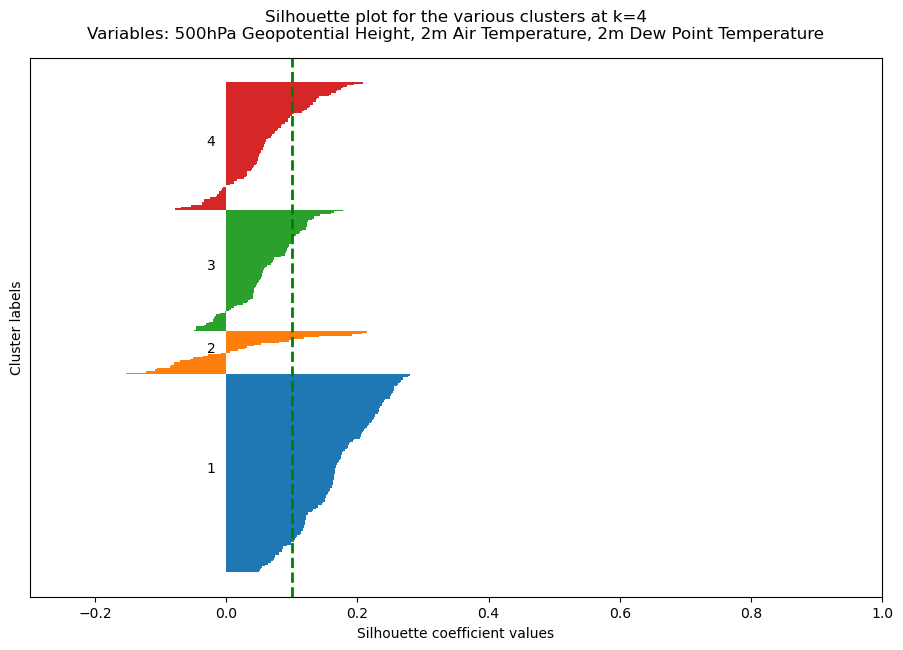 Silhouette plot for the various clusters at k=4
Variables: 500hPa Geopotential Height, 2m Air Temperature, 2m Dew Point Temperature
Cluster labels
4
3
2
1
−0.2 0.0 0.2 0.4 0.6 0.8 1.0
Silhouette coefficient values